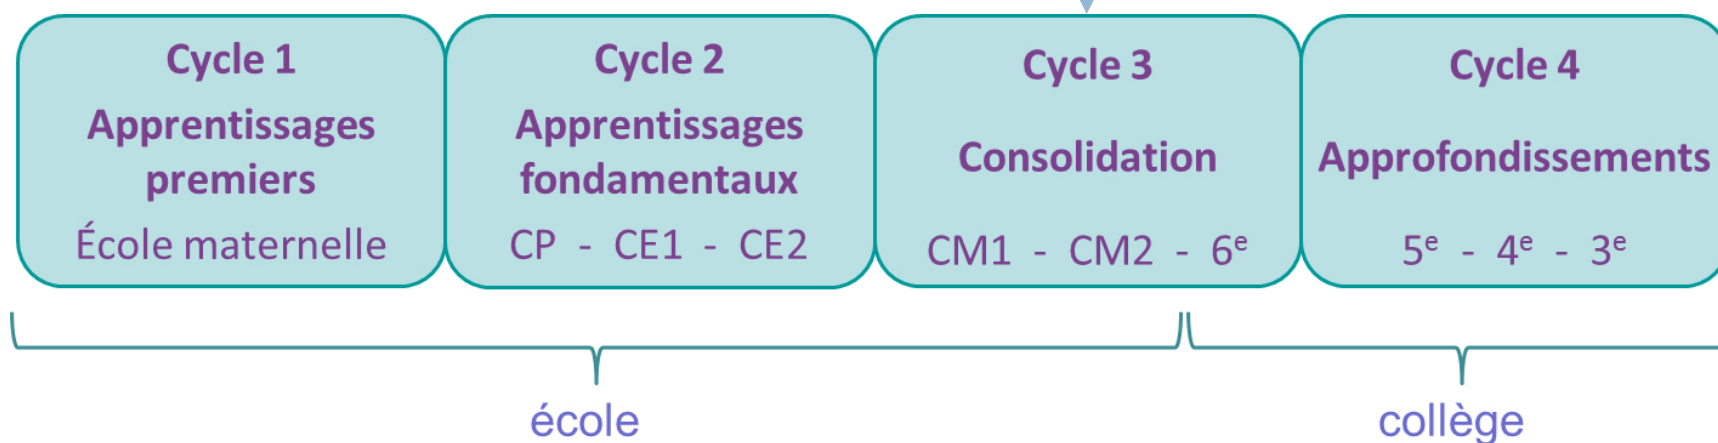 Cycle 1
Apprentissages
premiers
École maternelle
Cycle 2
Apprentissages
fondamentaux
CP - CE1 - CE2
Cycle 3
Consolidation
CM1 - CM2 - 6ᵉ
Cycle 4
Approfondissements
5ᵉ - 4ᵉ - 3ᵉ
école
collège